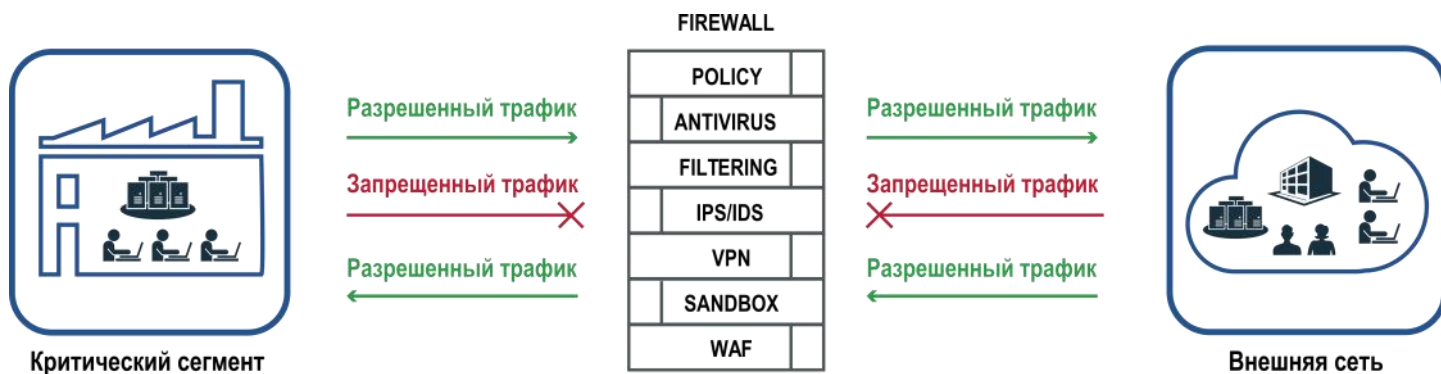 FIREWALL
POLICY
ANTIVIRUS
FILTERING
IPS/IDS
VPN
SANDBOX
WAF
Разрешенный трафик
Запрещенный трафик
Разрешенный трафик
Разрешенный трафик
Запрещенный трафик
Разрешенный трафик
Критический сегмент
Внешняя сеть